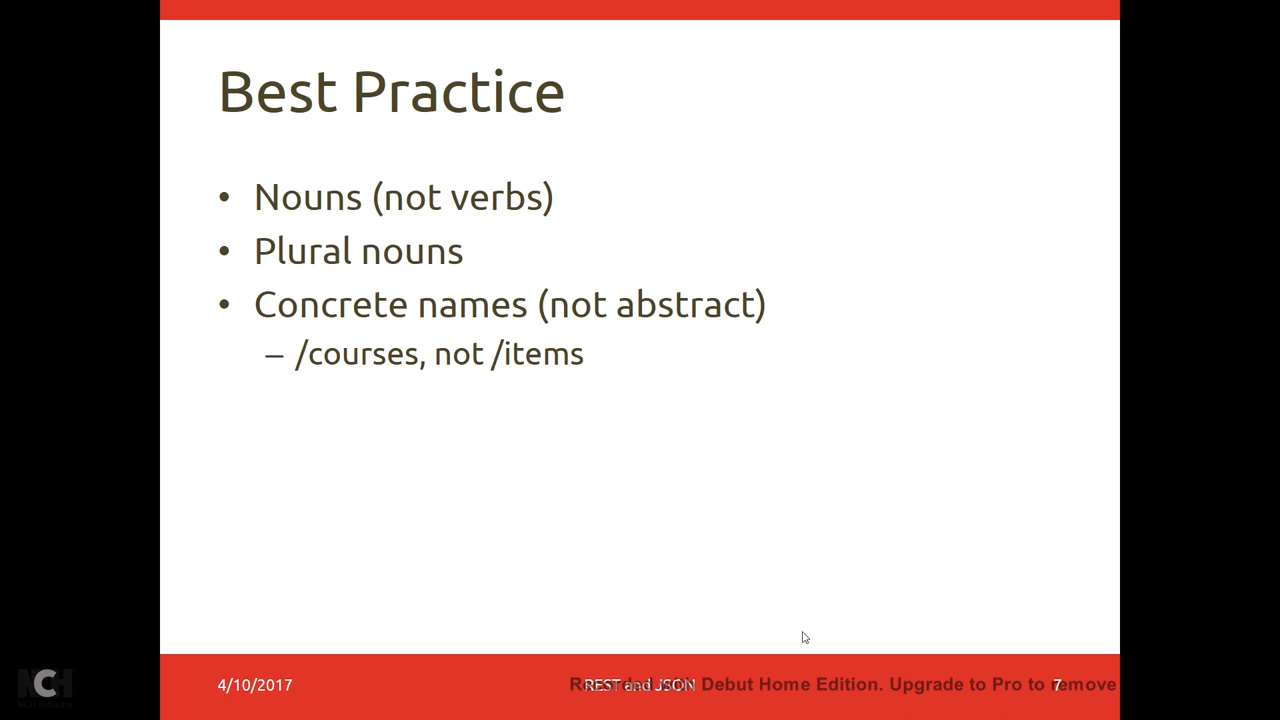 Best Practice
• Nouns (not verbs)
• Plural nouns
• Concrete names (not abstract)
– /courses, not /items
4/10/2017
REST and JSON
Debut Home Edition. Upgrade to Pro to remove
7
NCH